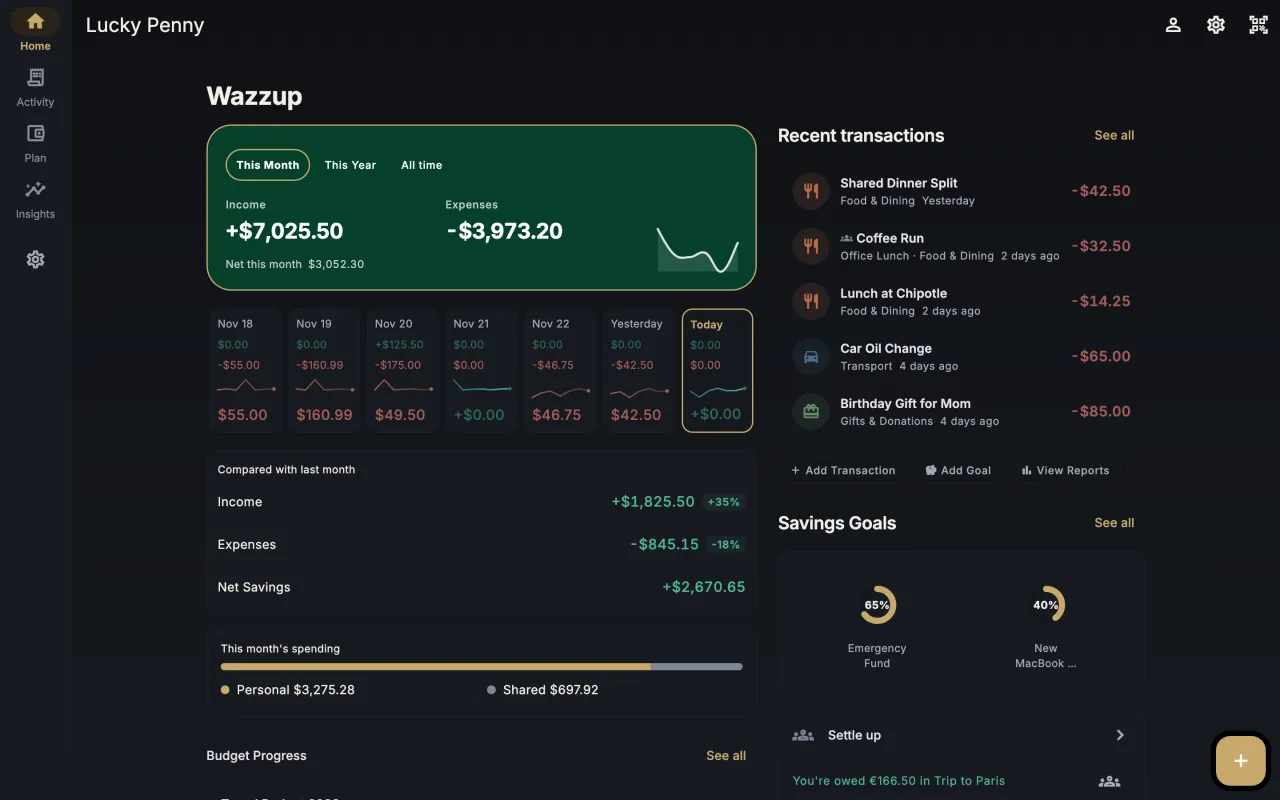 Lucky Penny
Home
Activity
Plan
Insights
Wazzup
This Month This Year All time
Income
+$7,025.50
Expenses
-$3,973.20
Net this month $3,052.30
Nov 18
$0.00
-$55.00
$55.00
Nov 19
$0.00
-$160.99
$160.99
Nov 20
+$125.50
-$175.00
$49.50
Nov 21
$0.00
$0.00
+$0.00
Nov 22
$0.00
-$46.75
$46.75
Yesterday
$0.00
-$42.50
$42.50
Today
$0.00
$0.00
+$0.00
Compared with last month
Income +$1,825.50 +35%
Expenses -$845.15 -18%
Net Savings +$2,670.65
This month's spending
Personal $3,275.28 Shared $697.92
Budget Progress See all
Recent transactions See all
Shared Dinner Split
Food & Dining Yesterday
-$42.50
Coffee Run
Office Lunch · Food & Dining 2 days ago
-$32.50
Lunch at Chipotle
Food & Dining 2 days ago
-$14.25
Car Oil Change
Transport 4 days ago
-$65.00
Birthday Gift for Mom
Gifts & Donations 4 days ago
-$85.00
+ Add Transaction Add Goal View Reports
Savings Goals See all
65%
Emergency
Fund
40%
New
MacBook ...
Settle up
You're owed €166.50 in Trip to Paris